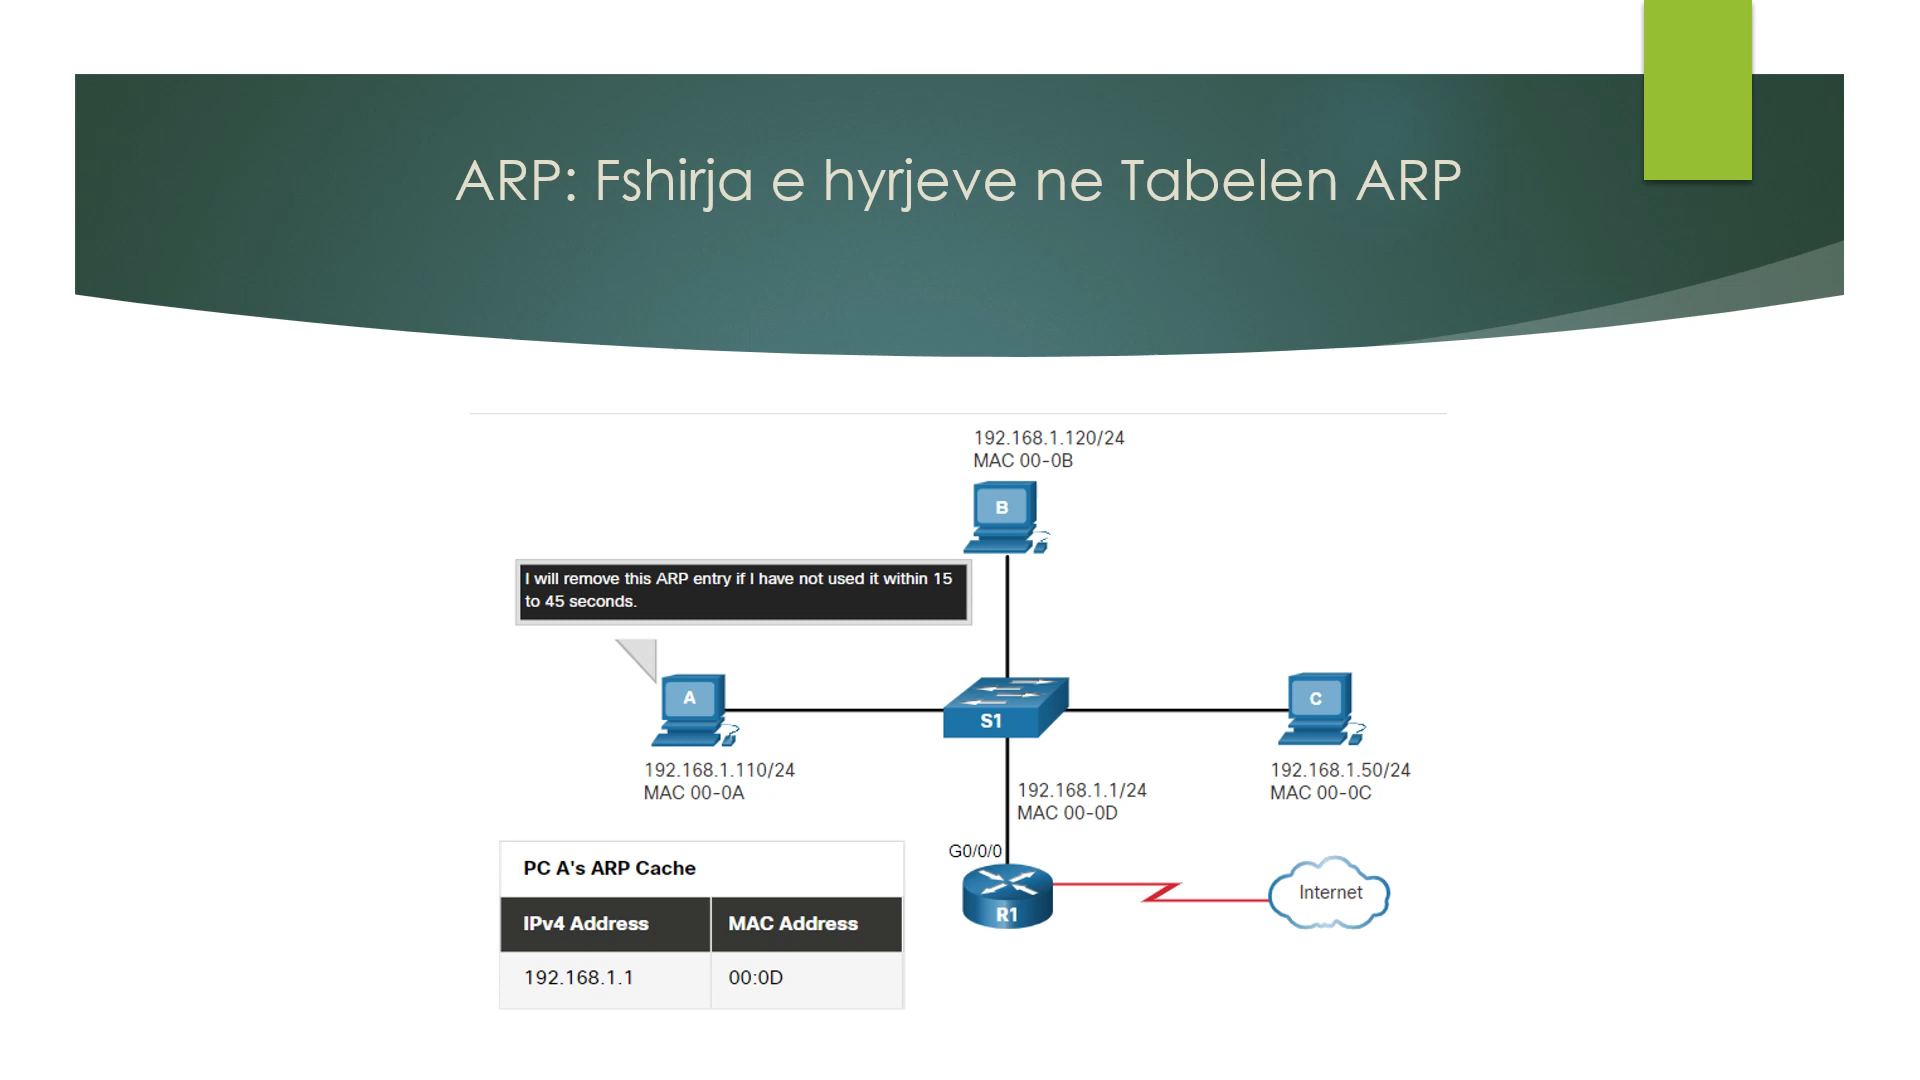 ARP: Fshirja e hyrjeve ne Tabelen ARP
192.168.1.120/24
MAC 00-0B
B
I will remove this ARP entry if I have not used it within 15
to 45 seconds.
A
S1
C
192.168.1.110/24
MAC 00-0A
192.168.1.1/24
MAC 00-0D
192.168.1.50/24
MAC 00-0C
G0/0/0
R1
Internet
PC A's ARP Cache
IPv4 Address MAC Address
192.168.1.1 00:0D